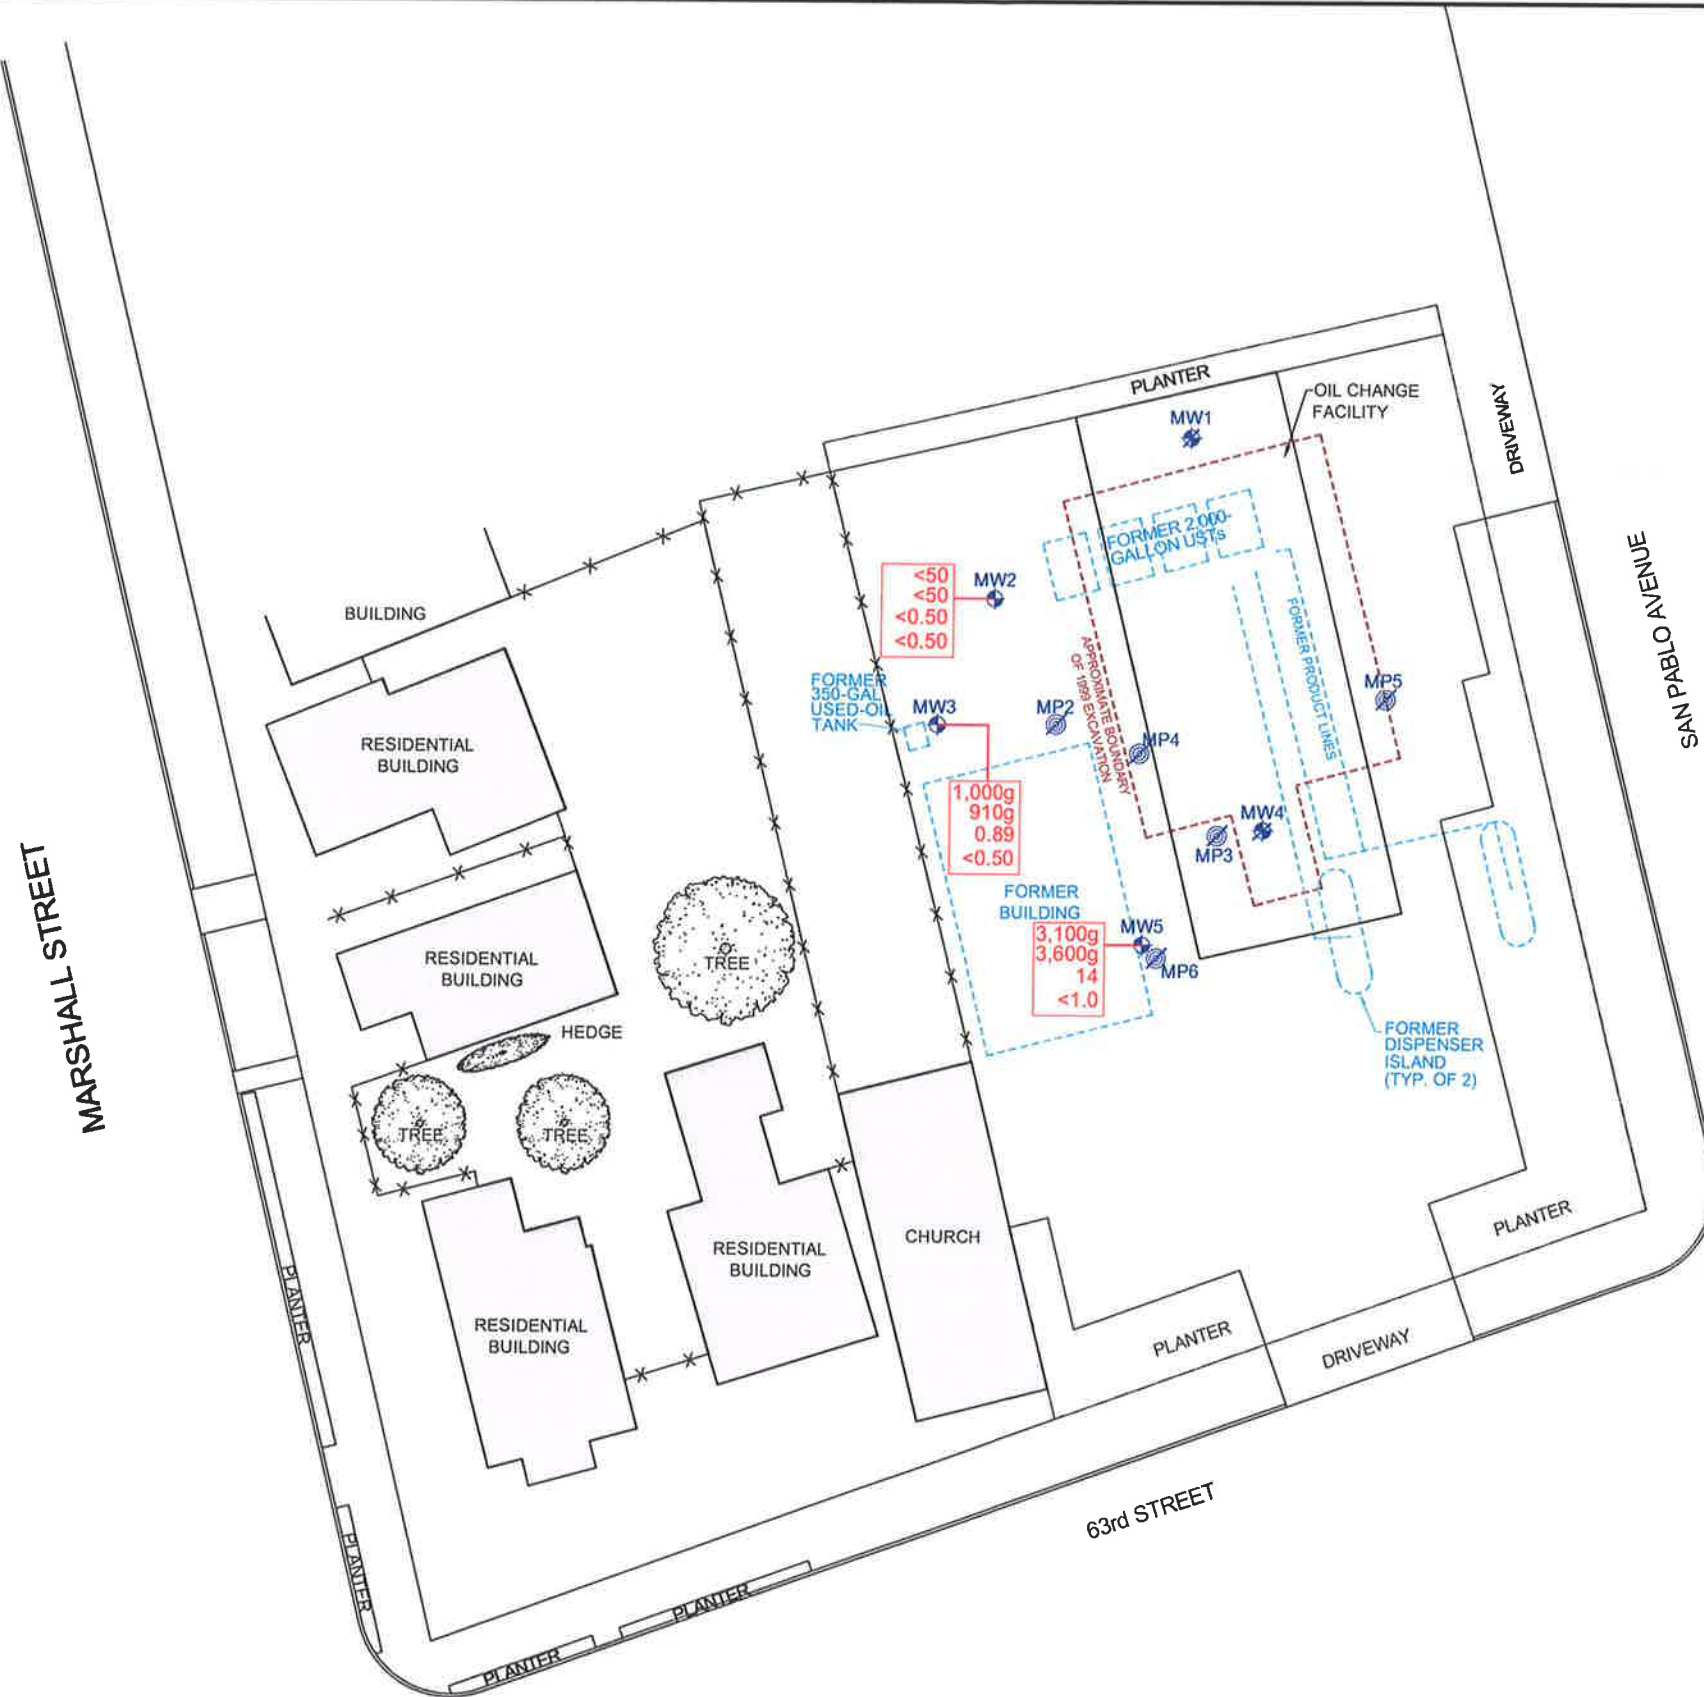 PLANTER
OIL CHANGE
FACILITY
DRIVEWAY
MW1
FORMER 2,000-
GALLON USTs
<50
<50
<0.50
<0.50
MW2
BUILDING
SAN PABLO AVENUE
FORMER PRODUCT LINES
APPROXIMATE BOUNDARY
OF 1999 EXCAVATION
FORMER
350-GAL
USED-OIL
TANK
MW3
MP2
MP5
MP4
RESIDENTIAL
BUILDING
1,000g
910g
0.89
<0.50
MW4
MP3
MARSHALL STREET
FORMER
BUILDING
3,100g
3,600g
14
<1.0
MW5
MP6
RESIDENTIAL
BUILDING
TREE
HEDGE
FORMER
DISPENSER
ISLAND
(TYP. OF 2)
TREE
TREE
PLANTER
CHURCH
RESIDENTIAL
BUILDING
PLANTER
RESIDENTIAL
BUILDING
PLANTER
DRIVEWAY
63rd STREET
PLANTER
PLANTER
PLANTER